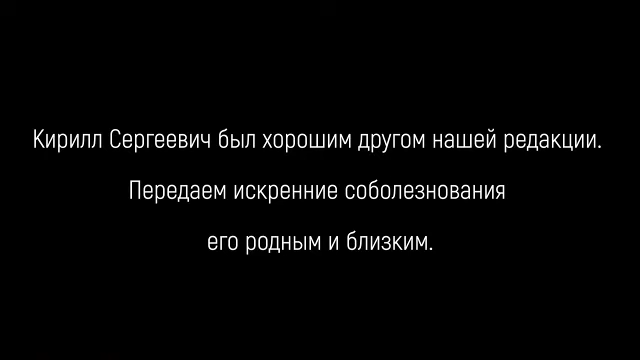 Кирилл Сергеевич был хорошим другом нашей редакции.
Передаем искренние соболезнования
его родным и близким.